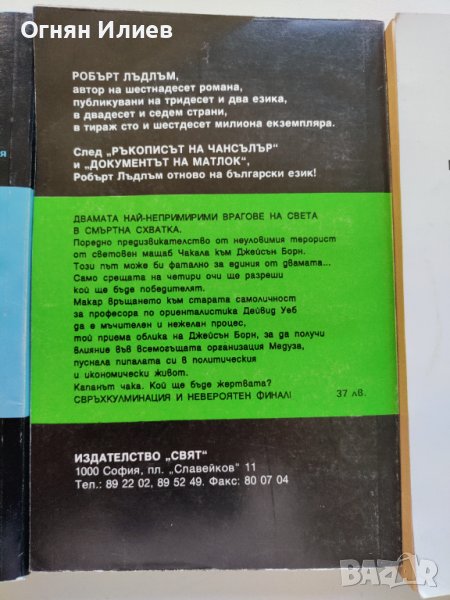 Огнян Илиев
РОБЪРТ ЛЪДЛЪМ,
автор на шестнадесет романа,
публикувани на тридесет и два езика,
в двадесет и седем страни,
в тираж сто и шестдесет милиона екземпляра.
След „РЪКОПИСЪТ НА ЧАНСЪЛЪР“
и „ДОКУМЕНТЪТ НА МАТЛОК“,
Робърт Лъдлъм отново на български език!
ДВАМАТА НАЙ-НЕПРИМИРИМИ ВРАГОВЕ НА СВЕТА
В СМЪРТНА СХВАТКА.
Поредно предизвикателство от неуловимия терорист
от световен мащаб Чакала към Джейсън Борн.
Този път може би фатално за единия от двамата...
Само срещата на четири очи ще разреши
кой ще бъде победителят.
Макар връщането към старата самоличност
за професора по ориенталистика Дейвид Уеб
да е мъчителен и нежелан процес,
той приема облика на Джейсън Борн, за да получи
влияние във всемогъщата организация Медуза,
пуснала пипалата си в политическия
и икономически живот.
Капанът чака. Кой ще бъде жертвата?
СВРЪХКУЛМИНАЦИЯ И НЕВЕРОЯТЕН ФИНАЛ! 37 лв.
ИЗДАТЕЛСТВО „СВЯТ“
1000 София, пл. „Славейков“ 11
Тел.: 89 22 02, 89 52 49. Факс: 80 07 04
BAZAR